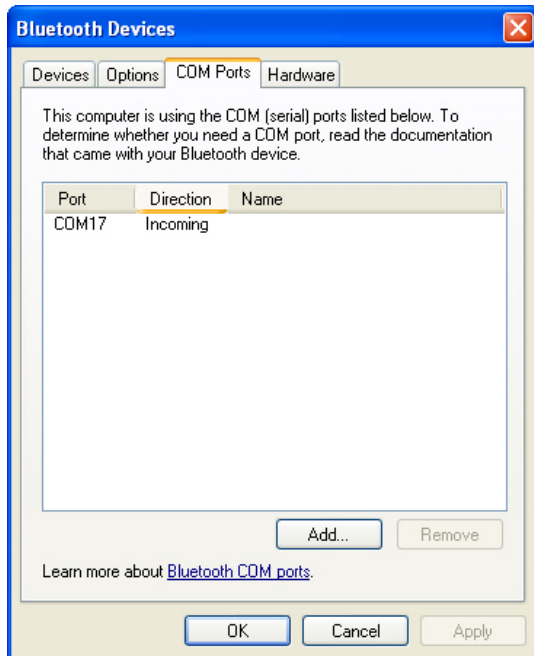 Bluetooth Devices
Devices Options COM Ports Hardware
This computer is using the COM (serial) ports listed below. To
determine whether you need a COM port, read the documentation
that came with your Bluetooth device.
Port Direction Name
COM17 Incoming
Add... Remove
Learn more about Bluetooth COM ports.
OK Cancel Apply